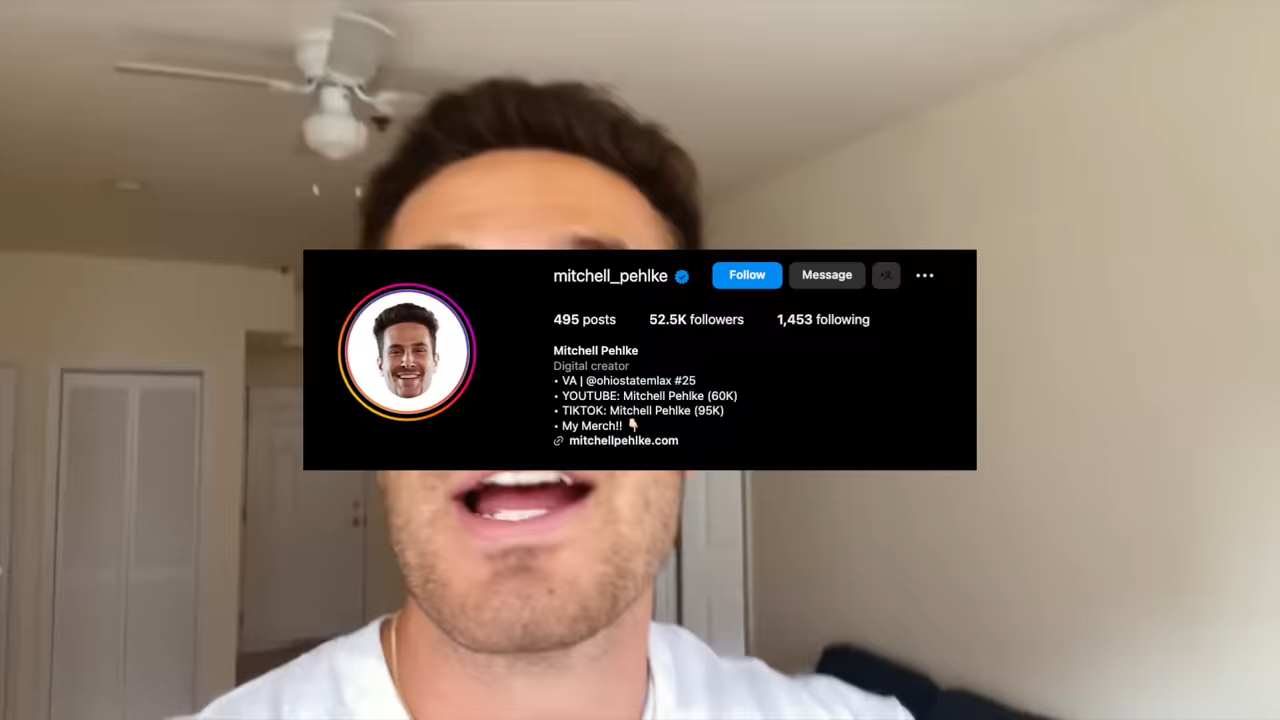 mitchell_pehlke Follow Message
495 posts 52.5K followers 1,453 following
Mitchell Pehlke
Digital creator
• VA | @ohiostatemlax #25
• YOUTUBE: Mitchell Pehlke (60K)
• TIKTOK: Mitchell Pehlke (95K)
• My Merch!! 👇🏻
mitchellpehlke.com